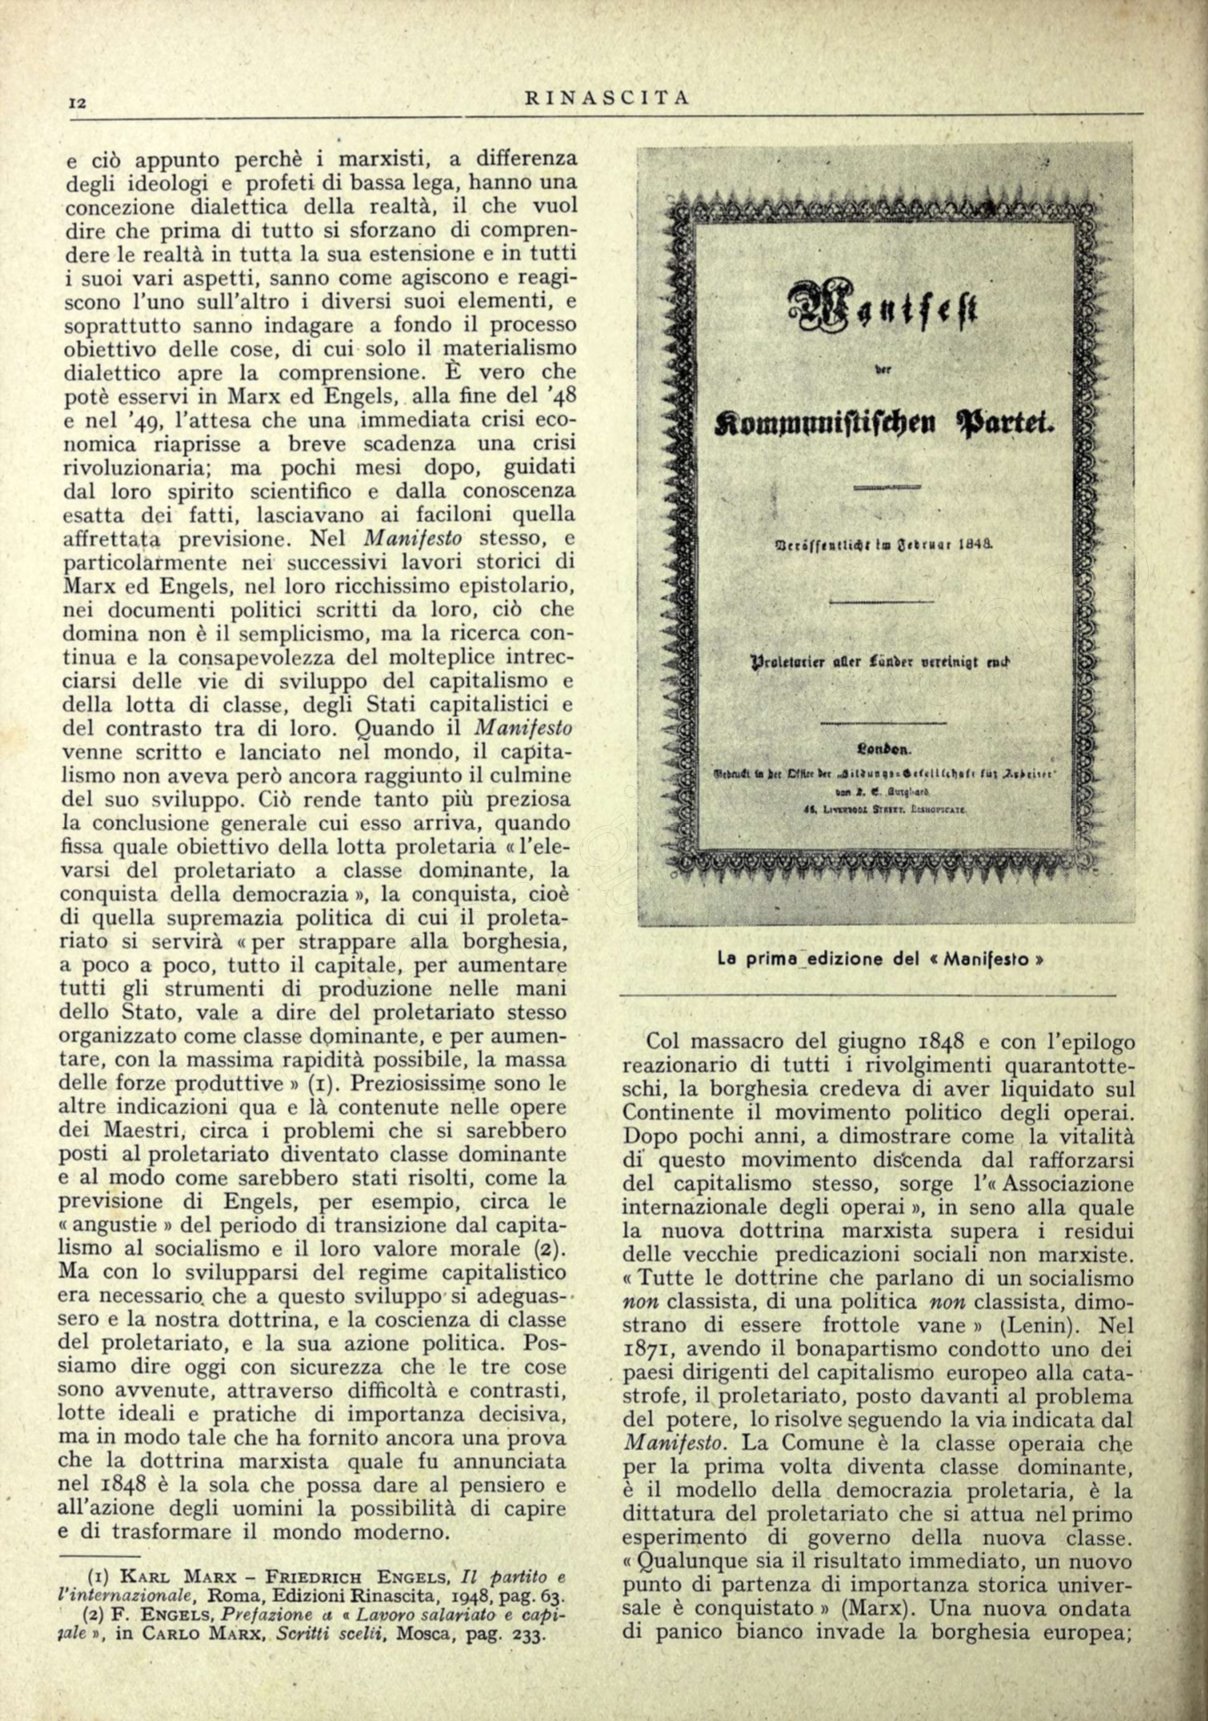 12
RINASCITA
e ciò appunto perchè i marxisti, a differenza
degli ideologi e profeti di bassa lega, hanno una
concezione dialettica della realtà, il che vuol
dire che prima di tutto si sforzano di compren-
dere le realtà in tutta la sua estensione e in tutti
i suoi vari aspetti, sanno come agiscono e reagi-
scono l'uno sull'altro i diversi suoi elementi, e
soprattutto sanno indagare a fondo il processo
obiettivo delle cose, di cui solo il materialismo
dialettico apre la comprensione. È vero che
potè esservi in Marx ed Engels, alla fine del '48
e nel '49, l'attesa che una immediata crisi eco-
nomica riaprisse a breve scadenza una crisi
rivoluzionaria; ma pochi mesi dopo, guidati
dal loro spirito scientifico e dalla conoscenza
esatta dei fatti, lasciavano ai faciloni quella
affrettata previsione. Nel Manifesto stesso, e
particolarmente nei successivi lavori storici di
Marx ed Engels, nel loro ricchissimo epistolario,
nei documenti politici scritti da loro, ciò che
domina non è il semplicismo, ma la ricerca con-
tinua e la consapevolezza del molteplice intrec-
ciarsi delle vie di sviluppo del capitalismo e
della lotta di classe, degli Stati capitalistici e
del contrasto tra di loro. Quando il Manifesto
venne scritto e lanciato nel mondo, il capita-
lismo non aveva però ancora raggiunto il culmine
del suo sviluppo. Ciò rende tanto più preziosa
la conclusione generale cui esso arriva, quando
fissa quale obiettivo della lotta proletaria « l'ele-
varsi del proletariato a classe dominante, la
conquista della democrazia », la conquista, cioè
di quella supremazia politica di cui il proleta-
riato si servirà « per strappare alla borghesia,
a poco a poco, tutto il capitale, per aumentare
tutti gli strumenti di produzione nelle mani
dello Stato, vale a dire del proletariato stesso
organizzato come classe dominante, e per aumen-
tare, con la massima rapidità possibile, la massa
delle forze produttive » (1). Preziosissime sono le
altre indicazioni qua e là contenute nelle opere
dei Maestri, circa i problemi che si sarebbero
posti al proletariato diventato classe dominante
e al modo come sarebbero stati risolti, come la
previsione di Engels, per esempio, circa le
« angustie » del periodo di transizione dal capita-
lismo al socialismo e il loro valore morale (2).
Ma con lo svilupparsi del regime capitalistico
era necessario che a questo sviluppo si adeguas-
sero e la nostra dottrina, e la coscienza di classe
del proletariato, e la sua azione politica. Pos-
siamo dire oggi con sicurezza che le tre cose
sono avvenute, attraverso difficoltà e contrasti,
lotte ideali e pratiche di importanza decisiva,
ma in modo tale che ha fornito ancora una prova
che la dottrina marxista quale fu annunciata
nel 1848 è la sola che possa dare al pensiero e
all'azione degli uomini la possibilità di capire
e di trasformare il mondo moderno.
(1) KARL MARX – FRIEDRICH ENGELS, Il partito e
l'internazionale, Roma, Edizioni Rinascita, 1948, pag. 63.
(2) F. ENGELS, Prefazione a « Lavoro salariato e capi-
tale », in CARLO MARX, Scritti scelti, Mosca, pag. 233.
Manifest
der
Kommunistischen Partei.
Veröffentlicht im Februar 1848.
Proletarier aller Länder vereinigt euch
London.
Gedruckt in der Office der „Bildungs-Gesellschaft für Arbeiter"
von J. E. Burghard.
46, LIVERPOOL STREET, BISHOPSGATE.
La prima edizione del « Manifesto »
Col massacro del giugno 1848 e con l'epilogo
reazionario di tutti i rivolgimenti quarantotte-
schi, la borghesia credeva di aver liquidato sul
Continente il movimento politico degli operai.
Dopo pochi anni, a dimostrare come la vitalità
di questo movimento discenda dal rafforzarsi
del capitalismo stesso, sorge l'« Associazione
internazionale degli operai », in seno alla quale
la nuova dottrina marxista supera i residui
delle vecchie predicazioni sociali non marxiste.
« Tutte le dottrine che parlano di un socialismo
non classista, di una politica non classista, dimo-
strano di essere frottole vane » (Lenin). Nel
1871, avendo il bonapartismo condotto uno dei
paesi dirigenti del capitalismo europeo alla cata-
strofe, il proletariato, posto davanti al problema
del potere, lo risolve seguendo la via indicata dal
Manifesto. La Comune è la classe operaia che
per la prima volta diventa classe dominante,
è il modello della democrazia proletaria, è la
dittatura del proletariato che si attua nel primo
esperimento di governo della nuova classe.
« Qualunque sia il risultato immediato, un nuovo
punto di partenza di importanza storica univer-
sale è conquistato » (Marx). Una nuova ondata
di panico bianco invade la borghesia europea;